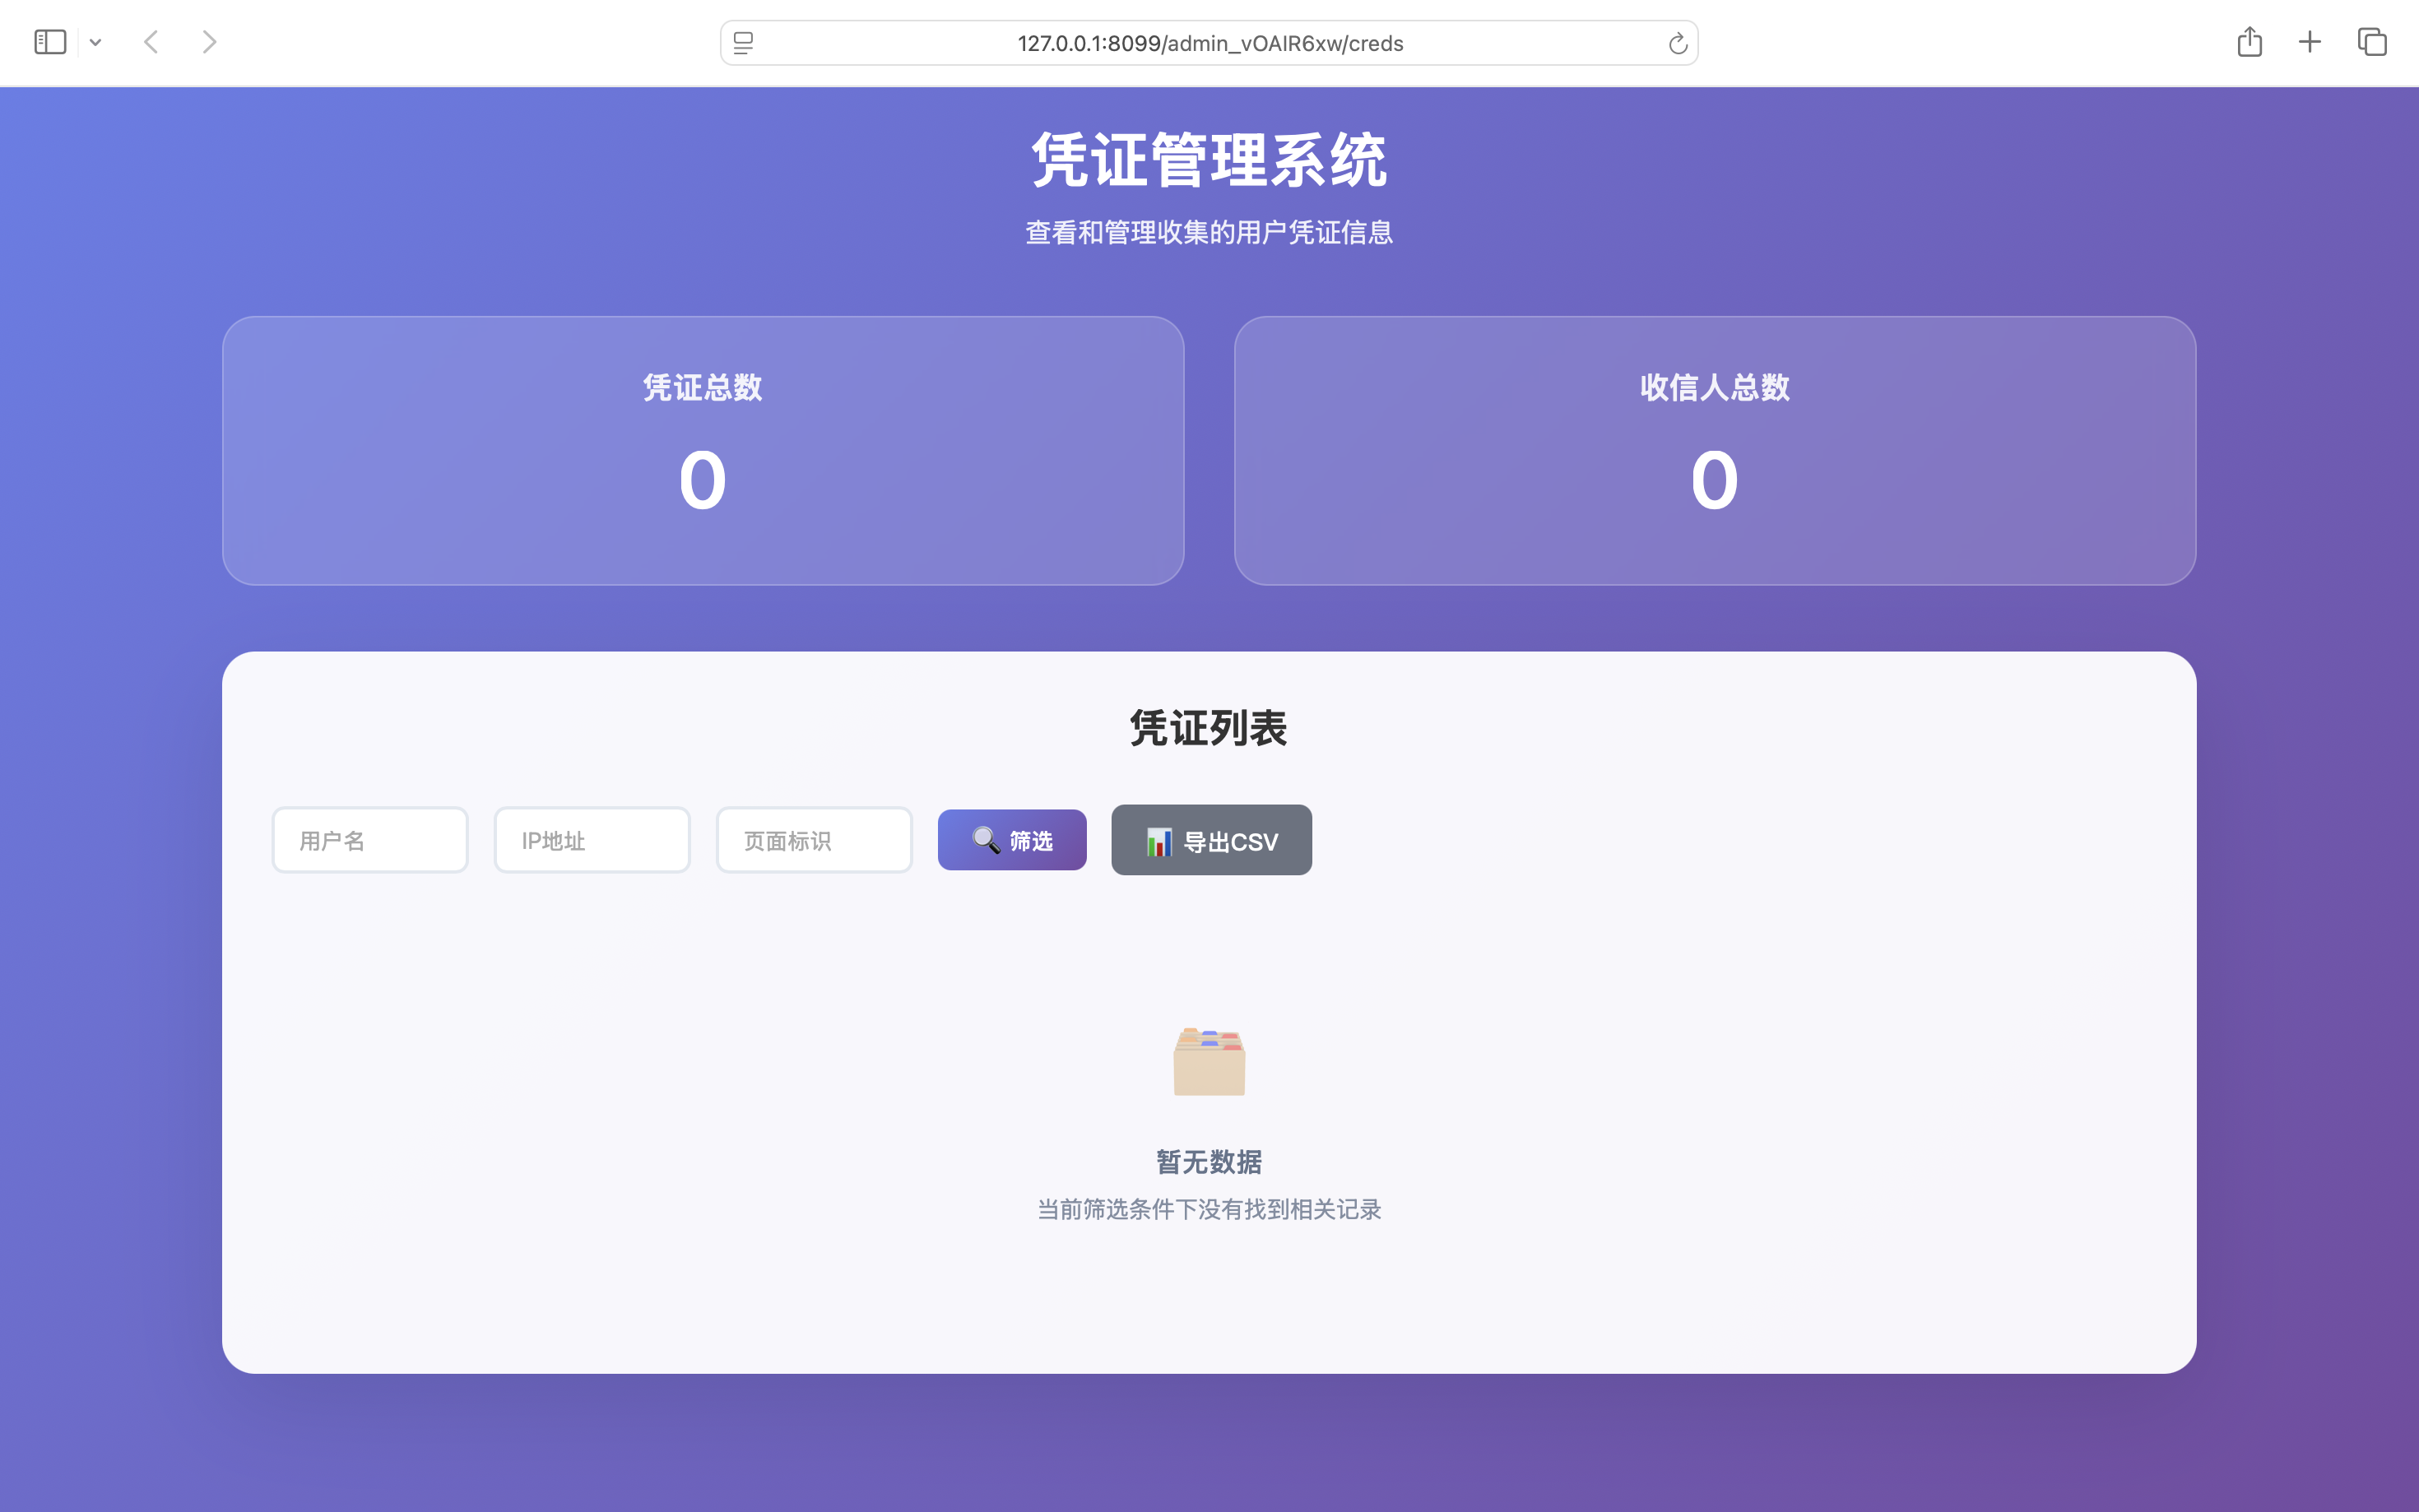 127.0.0.1:8099/admin_vOAlR6xw/creds
凭证管理系统
查看和管理收集的用户凭证信息
凭证总数
0
收信人总数
0
凭证列表
用户名
IP地址
页面标识
筛选
导出CSV
暂无数据
当前筛选条件下没有找到相关记录